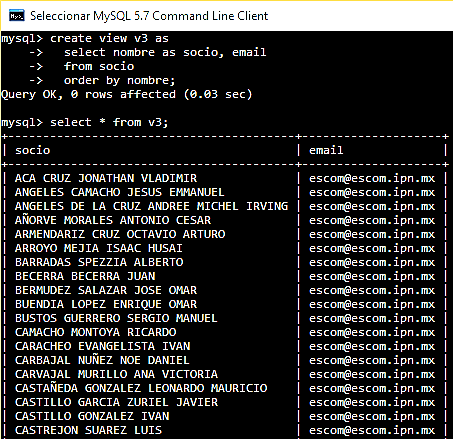 Seleccionar MySQL 5.7 Command Line Client
mysql> create view v3 as
    ->   select nombre as socio, email
    ->   from socio
    ->   order by nombre;
Query OK, 0 rows affected (0.03 sec)
mysql> select * from v3;
| socio | email |
| ACA CRUZ JONATHAN VLADIMIR | escom@escom.ipn.mx |
| ANGELES CAMACHO JESUS EMMANUEL | escom@escom.ipn.mx |
| ANGELES DE LA CRUZ ANDREE MICHEL IRVING | escom@escom.ipn.mx |
| AÑORVE MORALES ANTONIO CESAR | escom@escom.ipn.mx |
| ARMENDARIZ CRUZ OCTAVIO ARTURO | escom@escom.ipn.mx |
| ARROYO MEJIA ISAAC HUSAI | escom@escom.ipn.mx |
| BARRADAS SPEZZIA ALBERTO | escom@escom.ipn.mx |
| BECERRA BECERRA JUAN | escom@escom.ipn.mx |
| BERMUDEZ SALAZAR JOSE OMAR | escom@escom.ipn.mx |
| BUENDIA LOPEZ ENRIQUE OMAR | escom@escom.ipn.mx |
| BUSTOS GUERRERO SERGIO MANUEL | escom@escom.ipn.mx |
| CAMACHO MONTOYA RICARDO | escom@escom.ipn.mx |
| CARACHEO EVANGELISTA IVAN | escom@escom.ipn.mx |
| CARBAJAL NUÑEZ NOE DANIEL | escom@escom.ipn.mx |
| CARVAJAL MURILLO ANA VICTORIA | escom@escom.ipn.mx |
| CASTAÑEDA GONZALEZ LEONARDO MAURICIO | escom@escom.ipn.mx |
| CASTILLO GARCIA ZURIEL JAVIER | escom@escom.ipn.mx |
| CASTILLO GONZALEZ IVAN | escom@escom.ipn.mx |
| CASTREJON SUAREZ LUIS | escom@escom.ipn.mx |